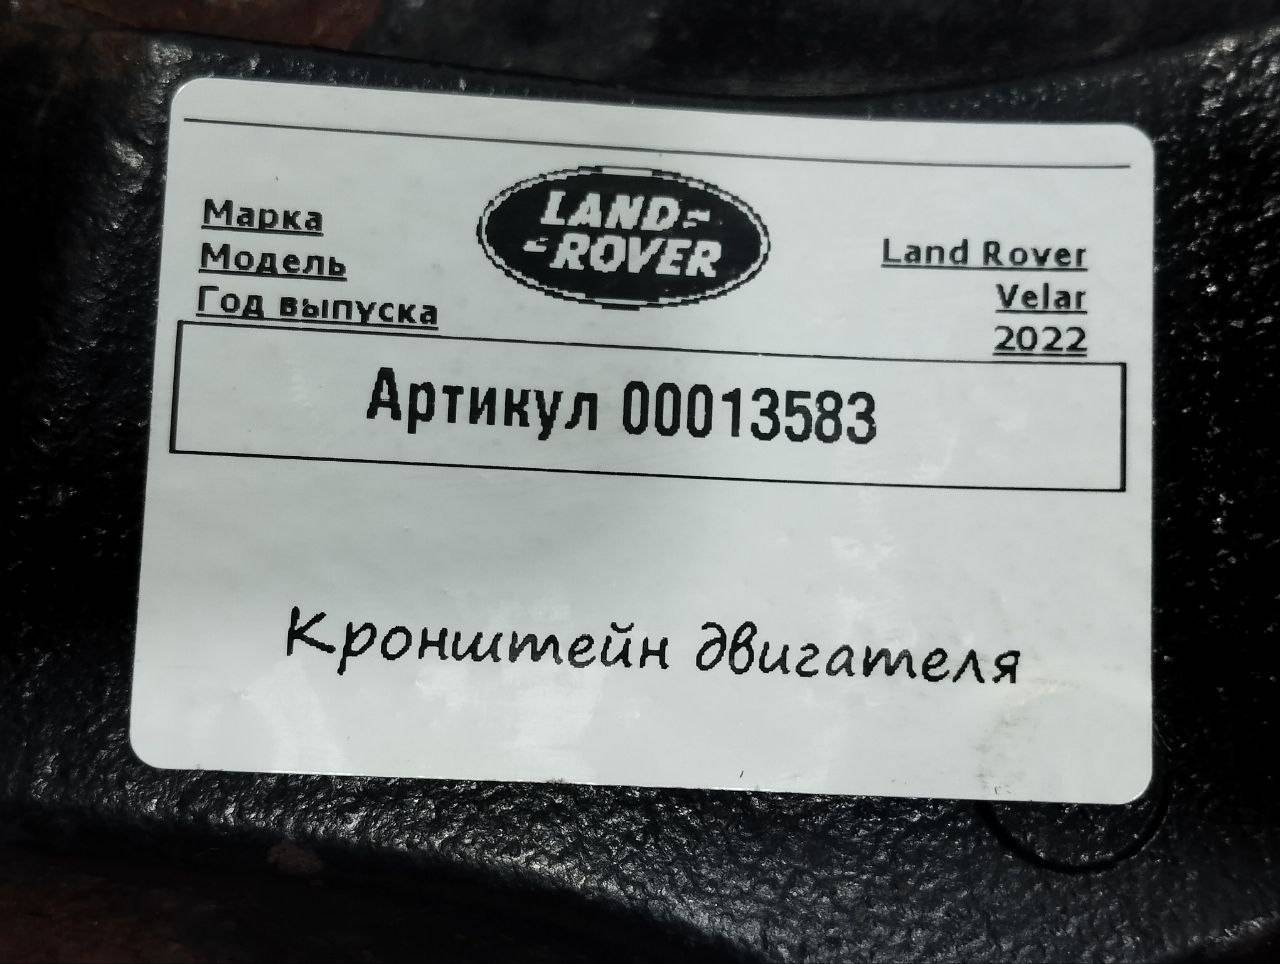 LAND
ROVER
Марка
Land Rover
Модель
Velar
Год выпуска
2022
Артикул 00013583
Кронштейн двигателя